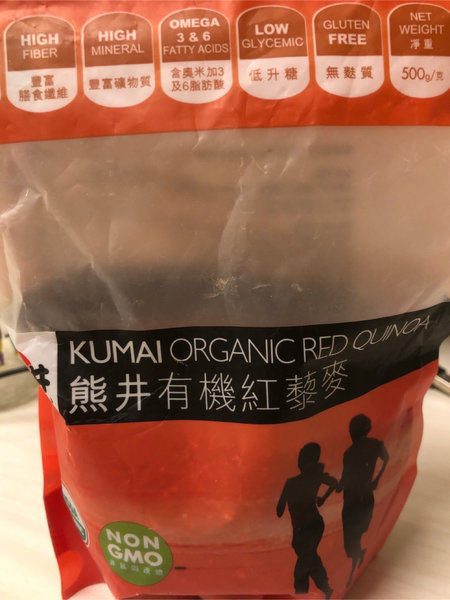 HIGH
FIBER
豐富
膳食纖維
HIGH
MINERAL
豐富礦物質
OMEGA
3 & 6
FATTY ACIDS
含奧米加3
及6脂肪酸
LOW
GLYCEMIC
低升糖
GLUTEN
FREE
無麩質
NET
WEIGHT
淨重
500g/克
KUMAI ORGANIC RED QUINOA
熊井有機紅藜麥
NON
GMO